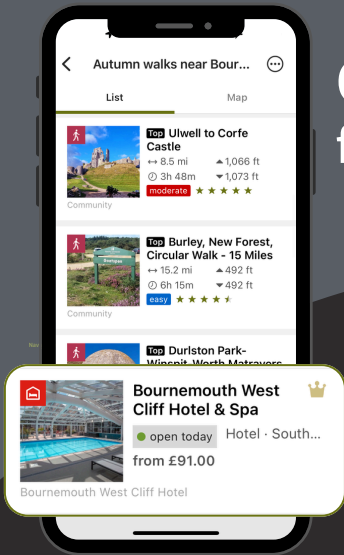 Autumn walks near Bour...
List
Map
Top Ulwell to Corfe
Castle
8.5 mi 1,066 ft
3h 48m 1,073 ft
moderate
Community
Top Burley, New Forest,
Circular Walk - 15 Miles
15.2 mi 492 ft
6h 15m 492 ft
easy
Community
Top Durlston Park-
Winspit-Worth Matravers
Bournemouth West
Cliff Hotel & Spa
open today Hotel · South...
from £91.00
Bournemouth West Cliff Hotel